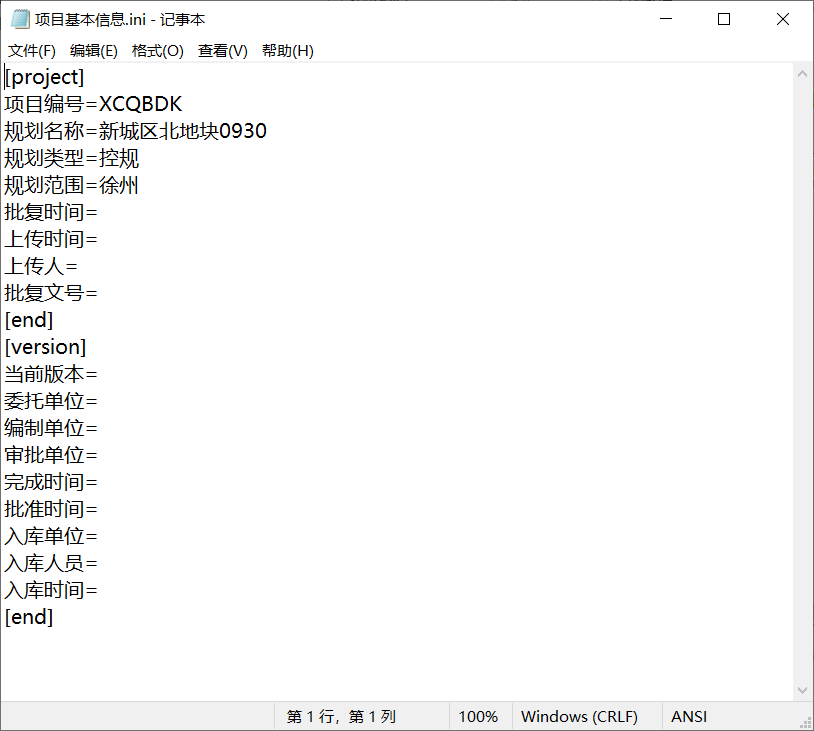 项目基本信息.ini - 记事本
文件(F) 编辑(E) 格式(O) 查看(V) 帮助(H)
[project]
项目编号=XCQBDK
规划名称=新城区北地块0930
规划类型=控规
规划范围=徐州
批复时间=
上传时间=
上传人=
批复文号=
[end]
[version]
当前版本=
委托单位=
编制单位=
审批单位=
完成时间=
批准时间=
入库单位=
入库人员=
入库时间=
[end]
第 1 行，第 1 列 100% Windows (CRLF) ANSI